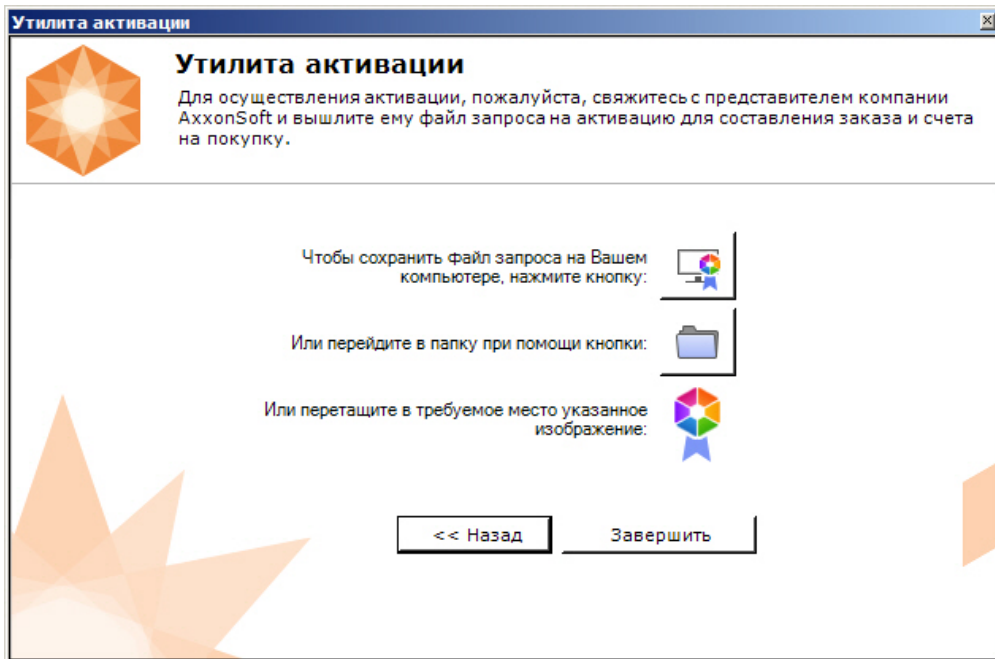 Утилита активации
Утилита активации
Для осуществления активации, пожалуйста, свяжитесь с представителем компании
AxxonSoft и вышлите ему файл запроса на активацию для составления заказа и счета
на покупку.
Чтобы сохранить файл запроса на Вашем
компьютере, нажмите кнопку:
Или перейдите в папку при помощи кнопки:
Или перетащите в требуемое место указанное
изображение:
<< Назад
Завершить